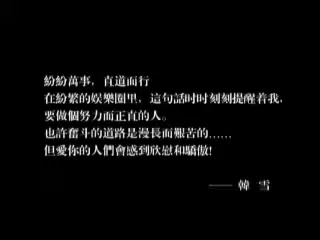 紛紛萬事，直道而行
在紛繁的娛樂圈里，這句話时时刻刻提醒着我，
要做個努力而正直的人。
也許奮斗的道路是漫長而艱苦的……
但愛你的人們會感到欣慰和驕傲!
—— 韓 雪